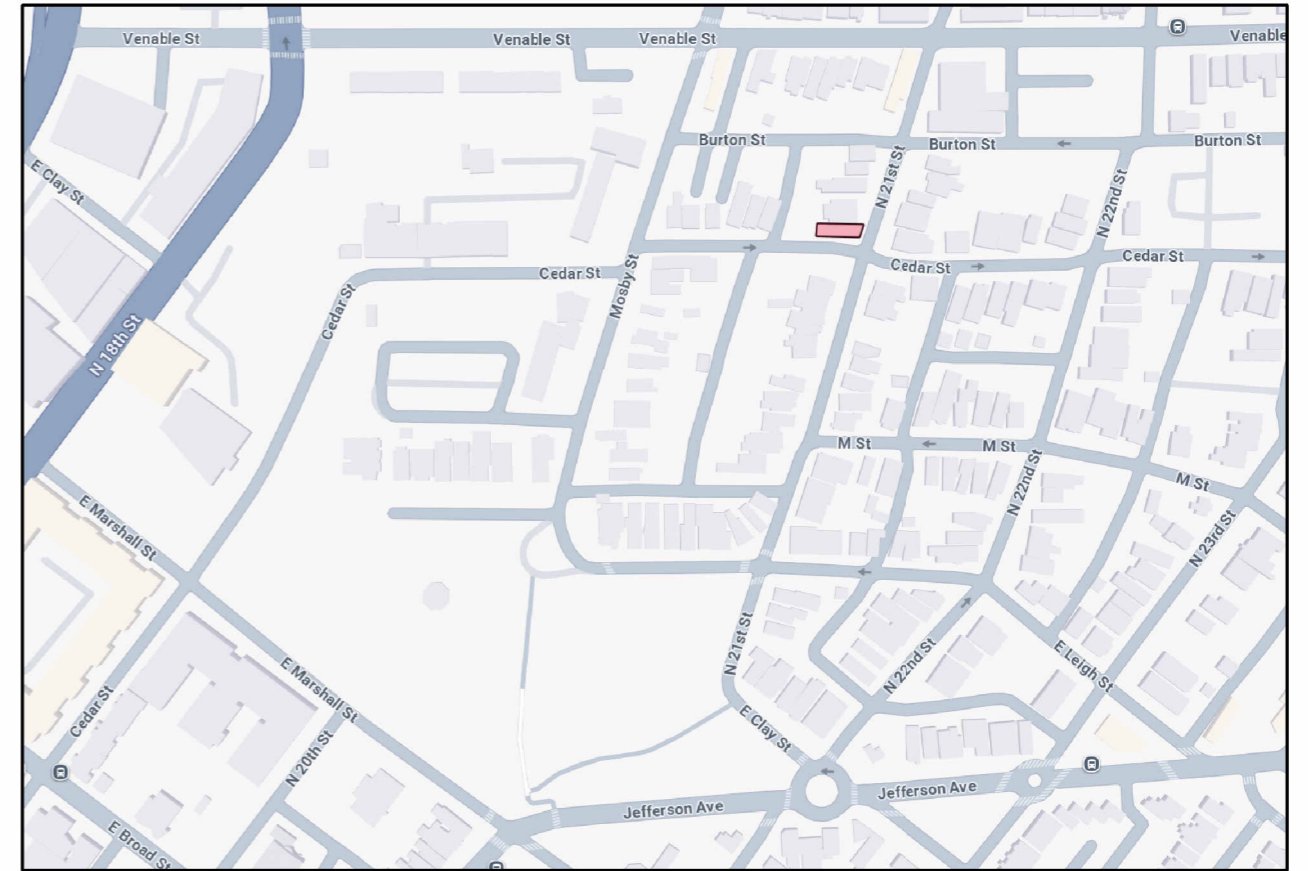 Venable St
Venable St
Venable St
Venable
Burton St
Burton St
Burton St
E Clay St
N 21st St
N 22nd St
Cedar St
Cedar St
Cedar St
Cedar St
Mosby St
N 18th St
M St
M St
M St
N 22nd St
N 23rd St
E Marshall St
N 21st St
N 22nd St
E Leigh St
E Marshall St
Cedar St
N 20th St
E Clay St
Jefferson Ave
Jefferson Ave
E Broad St